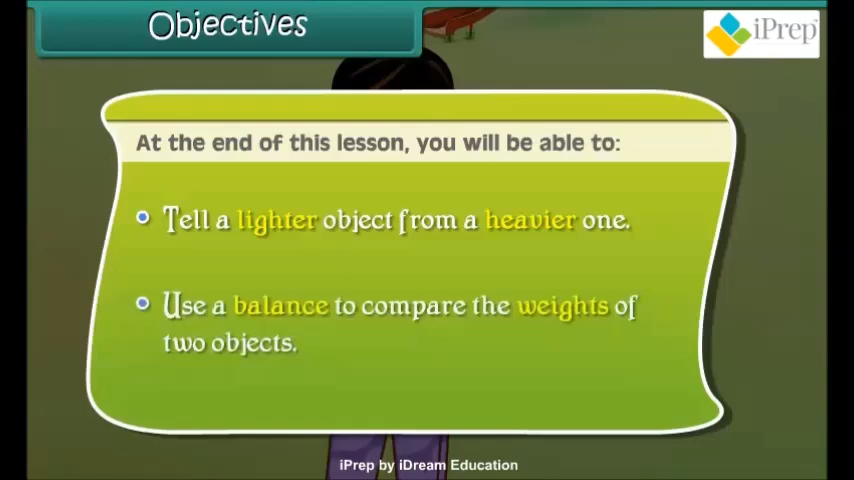 Objectives
iPrep
At the end of this lesson, you will be able to:
Tell a lighter object from a heavier one.
Use a balance to compare the weights of
two objects.
iPrep by iDream Education